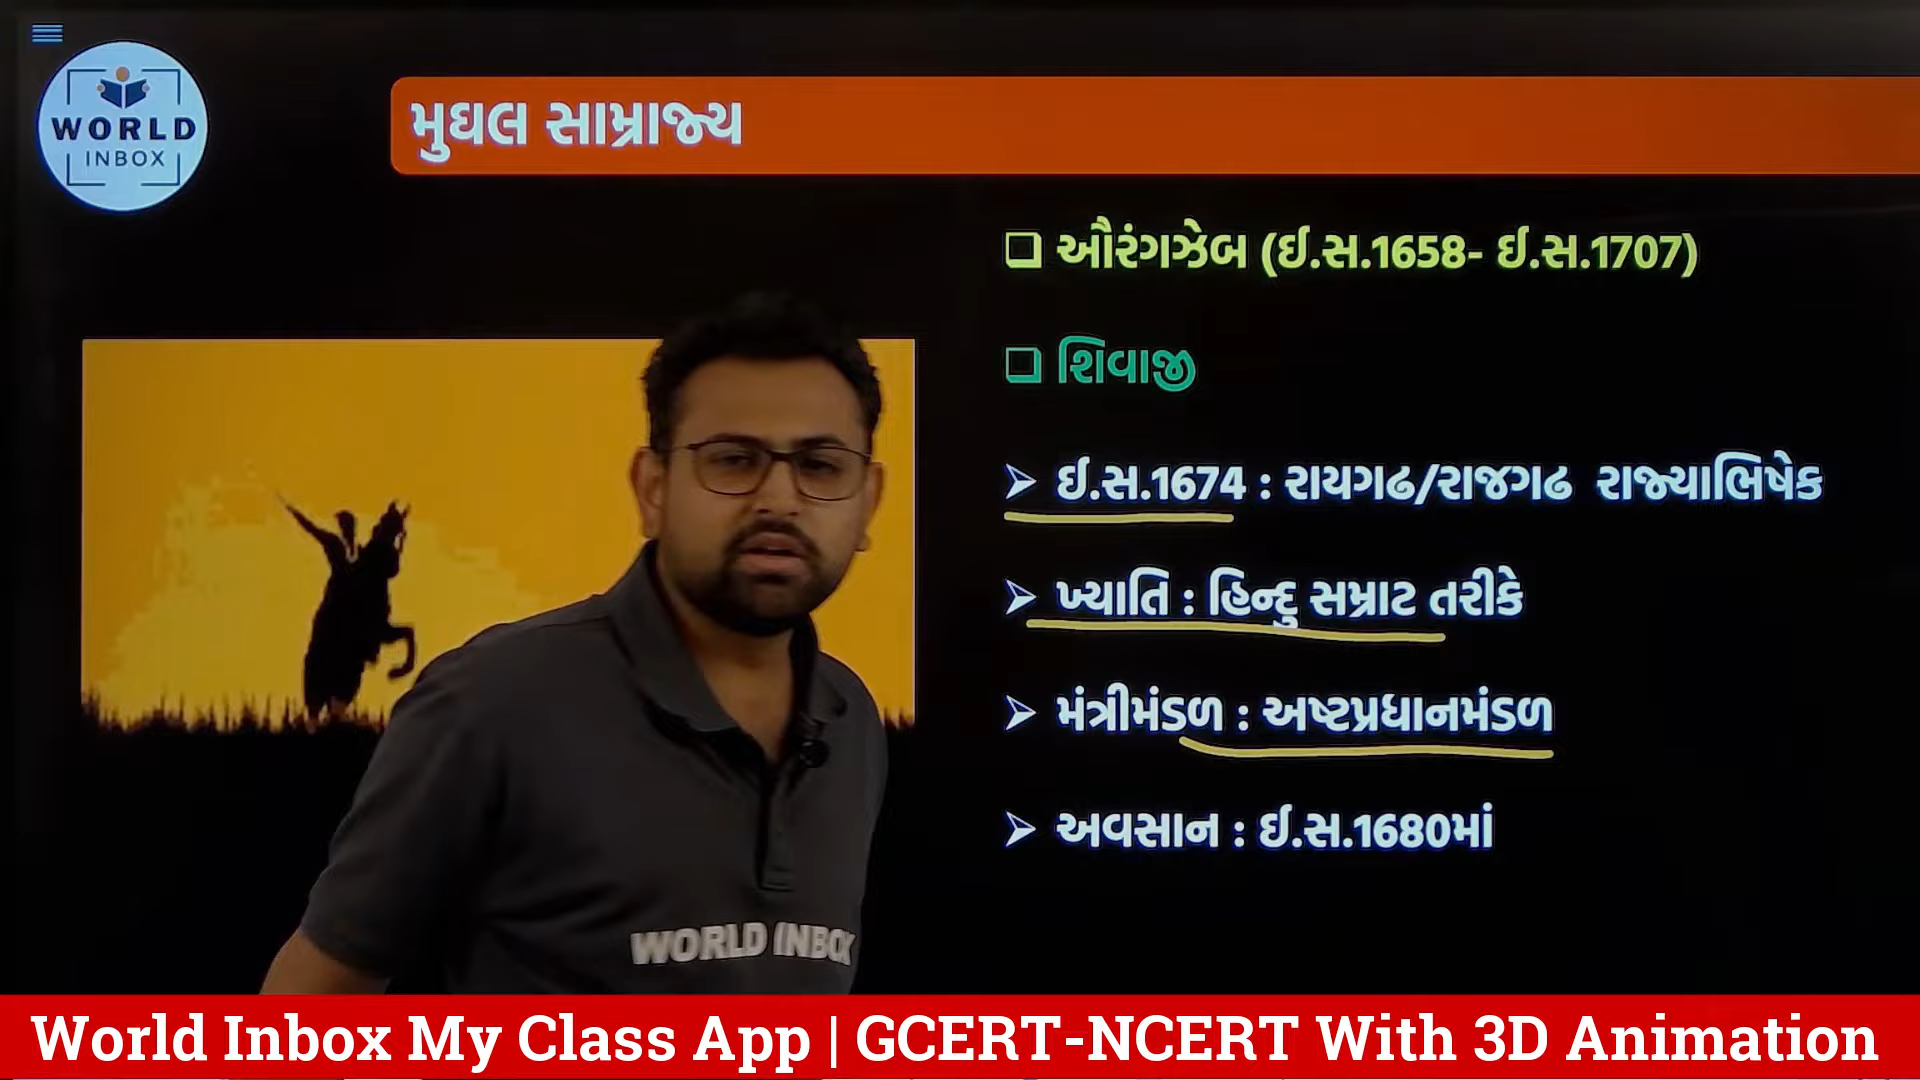 WORLD
INBOX
મુઘલ સામ્રાજ્ય
ઔરંગઝેબ (ઈ.સ.1658- ઈ.સ.1707)
શિવાજી
ઈ.સ.1674 : રાયગઢ/રાજગઢ રાજ્યાભિષેક
ખ્યાતિ : હિન્દુ સમ્રાટ તરીકે
મંત્રીમંડળ : અષ્ટપ્રધાનમંડળ
અવસાન : ઈ.સ.1680માં
WORLD INBOX
World Inbox My Class App | GCERT-NCERT With 3D Animation